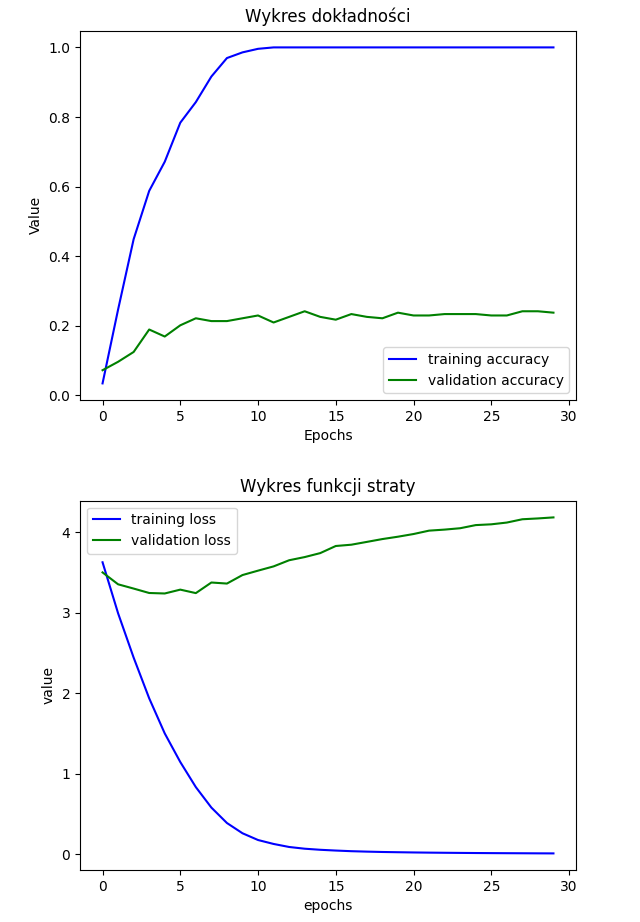 Wykres dokładności
1.0
0.8
0.6
0.4
0.2
0.0
Value
training accuracy
validation accuracy
0 5 10 15 20 25 30
Epochs
Wykres funkcji straty
training loss
validation loss
4
3
2
1
0
value
0 5 10 15 20 25 30
epochs